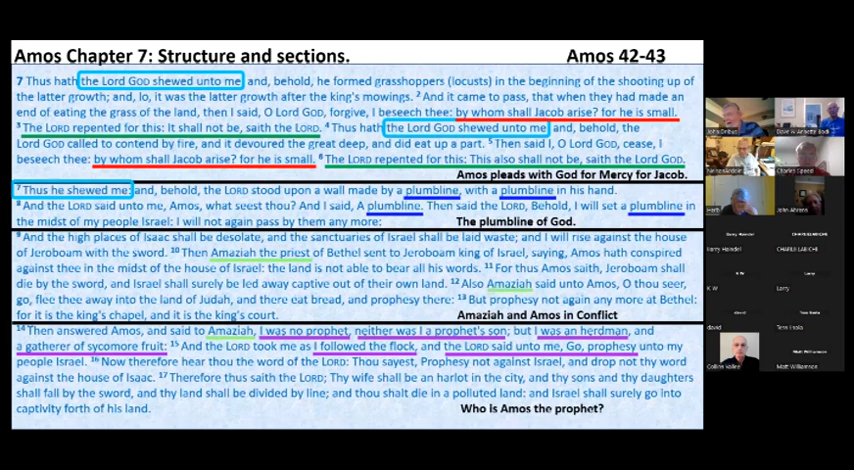 Amos Chapter 7: Structure and sections. Amos 42-43
7 Thus hath the Lord GOD shewed unto me and, behold, he formed grasshoppers (locusts) in the beginning of the shooting up of
the latter growth; and, lo, it was the latter growth after the king's mowings. 2 And it came to pass, that when they had made an
end of eating the grass of the land, then I said, O Lord GOD, forgive, I beseech thee: by whom shall Jacob arise? for he is small.
3 The LORD repented for this: It shall not be, saith the LORD. 4 Thus hath the Lord GOD shewed unto me and, behold, the
Lord GOD called to contend by fire, and it devoured the great deep, and did eat up a part. 5 Then said I, O Lord GOD, cease, I
beseech thee: by whom shall Jacob arise? for he is small. 6 The LORD repented for this: This also shall not be, saith the Lord GOD.
Amos pleads with God for Mercy for Jacob.
7 Thus he shewed me: and, behold, the LORD stood upon a wall made by a plumbline, with a plumbline in his hand.
8 And the LORD said unto me, Amos, what seest thou? And I said, A plumbline. Then said the LORD, Behold, I will set a plumbline in
the midst of my people Israel: I will not again pass by them any more: The plumbline of God.
9 And the high places of Isaac shall be desolate, and the sanctuaries of Israel shall be laid waste; and I will rise against the house
of Jeroboam with the sword. 10 Then Amaziah the priest of Bethel sent to Jeroboam king of Israel, saying, Amos hath conspired
against thee in the midst of the house of Israel: the land is not able to bear all his words. 11 For thus Amos saith, Jeroboam shall
die by the sword, and Israel shall surely be led away captive out of their own land. 12 Also Amaziah said unto Amos, O thou seer,
go, flee thee away into the land of Judah, and there eat bread, and prophesy there: 13 But prophesy not again any more at Bethel:
for it is the king's chapel, and it is the king's court. Amaziah and Amos in Conflict
14 Then answered Amos, and said to Amaziah, I was no prophet, neither was I a prophet's son; but I was an herdman, and
a gatherer of sycomore fruit: 15 And the LORD took me as I followed the flock, and the LORD said unto me, Go, prophesy unto my
people Israel. 16 Now therefore hear thou the word of the LORD: Thou sayest, Prophesy not against Israel, and drop not thy word
against the house of Isaac. 17 Therefore thus saith the LORD; Thy wife shall be an harlot in the city, and thy sons and thy daughters
shall fall by the sword, and thy land shall be divided by line; and thou shalt die in a polluted land: and Israel shall surely go into
captivity forth of his land. Who is Amos the prophet?
Charles Speed
Herb John Ahrens
Harry Haindel
K W Larry
david
Matt Williamson
Matt Williamson